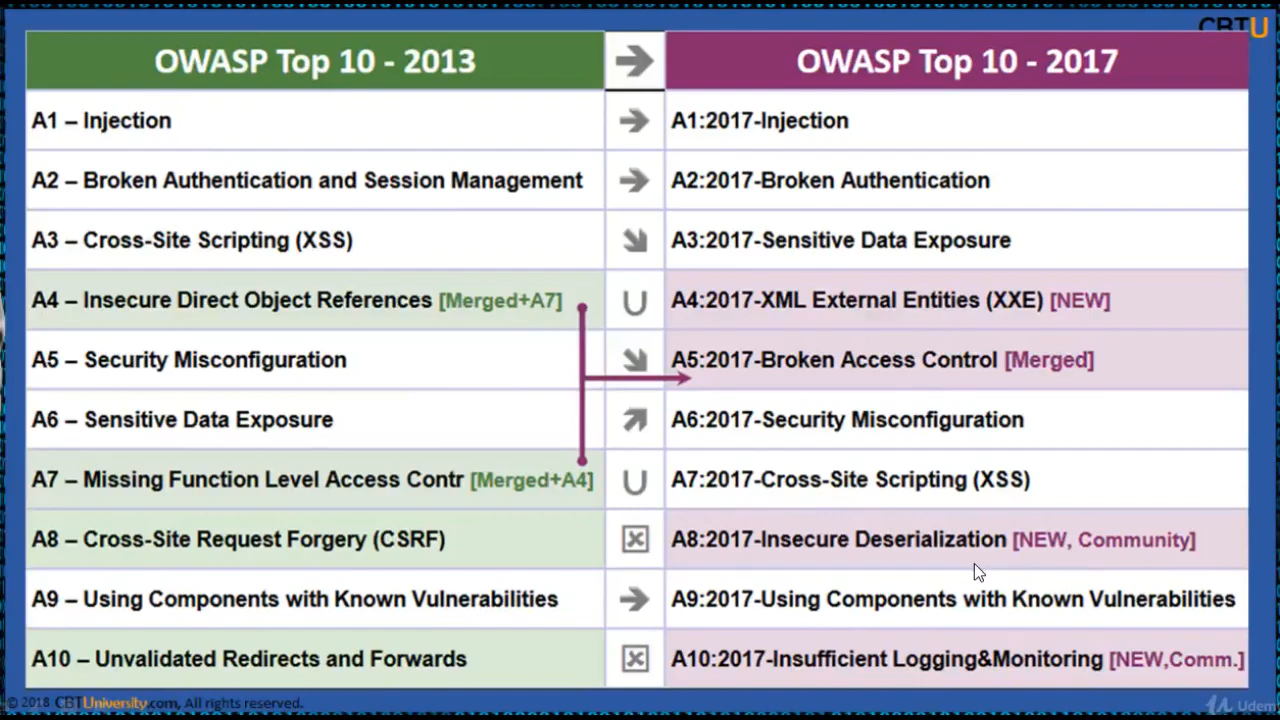 CBTU
OWASP Top 10 - 2013
OWASP Top 10 - 2017
A1 – Injection
A1:2017-Injection
A2 – Broken Authentication and Session Management
A2:2017-Broken Authentication
A3 – Cross-Site Scripting (XSS)
A3:2017-Sensitive Data Exposure
A4 – Insecure Direct Object References [Merged+A7]
A4:2017-XML External Entities (XXE) [NEW]
A5 – Security Misconfiguration
A5:2017-Broken Access Control [Merged]
A6 – Sensitive Data Exposure
A6:2017-Security Misconfiguration
A7 – Missing Function Level Access Contr [Merged+A4]
A7:2017-Cross-Site Scripting (XSS)
A8 – Cross-Site Request Forgery (CSRF)
A8:2017-Insecure Deserialization [NEW, Community]
A9 – Using Components with Known Vulnerabilities
A9:2017-Using Components with Known Vulnerabilities
A10 – Unvalidated Redirects and Forwards
A10:2017-Insufficient Logging&Monitoring [NEW,Comm.]
© 2018 CBTUniversity.com, All rights reserved.
Udem